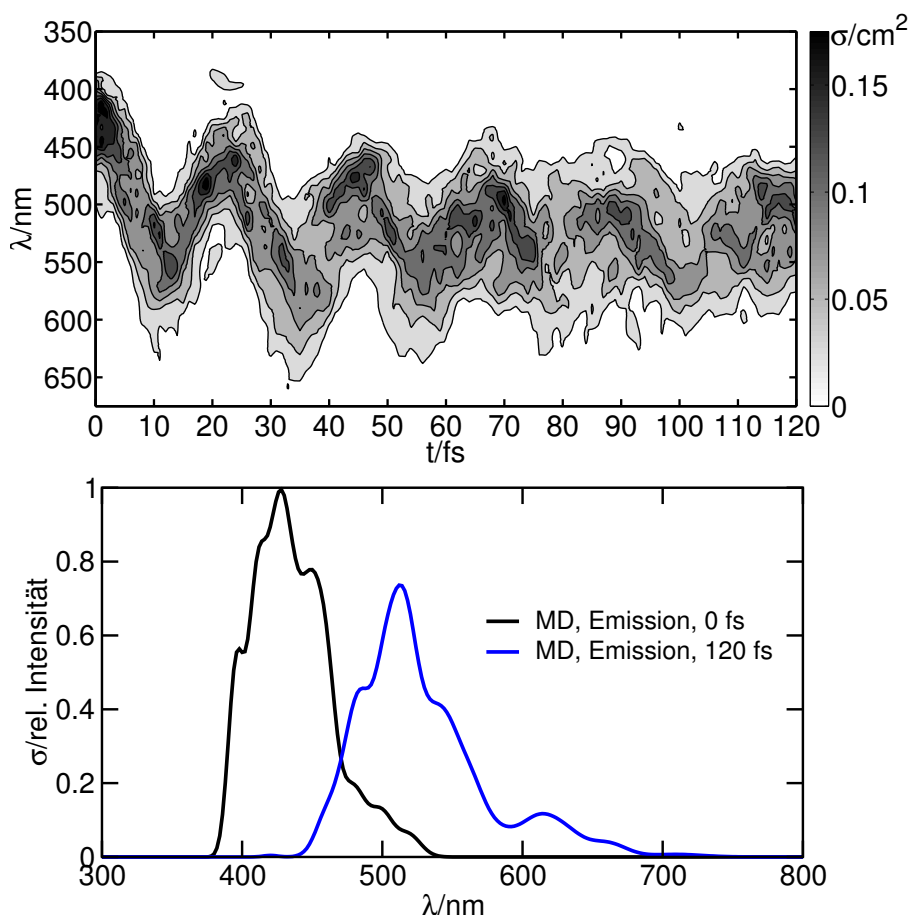 350
400
450
500
550
600
650
λ/nm
0 10 20 30 40 50 60 70 80 90 100 110 120
t/fs
σ/cm²
0.15
0.1
0.05
0
1
0.8
0.6
0.4
0.2
0
σ/rel. Intensität
MD, Emission, 0 fs
MD, Emission, 120 fs
300 400 500 600 700 800
λ/nm